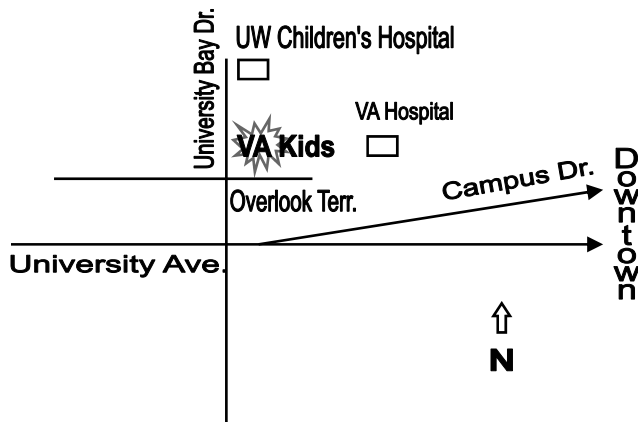 UW Children's Hospital
University Bay Dr.
VA Hospital
VA Kids
Campus Dr.
Downtown
Overlook Terr.
University Ave.
N